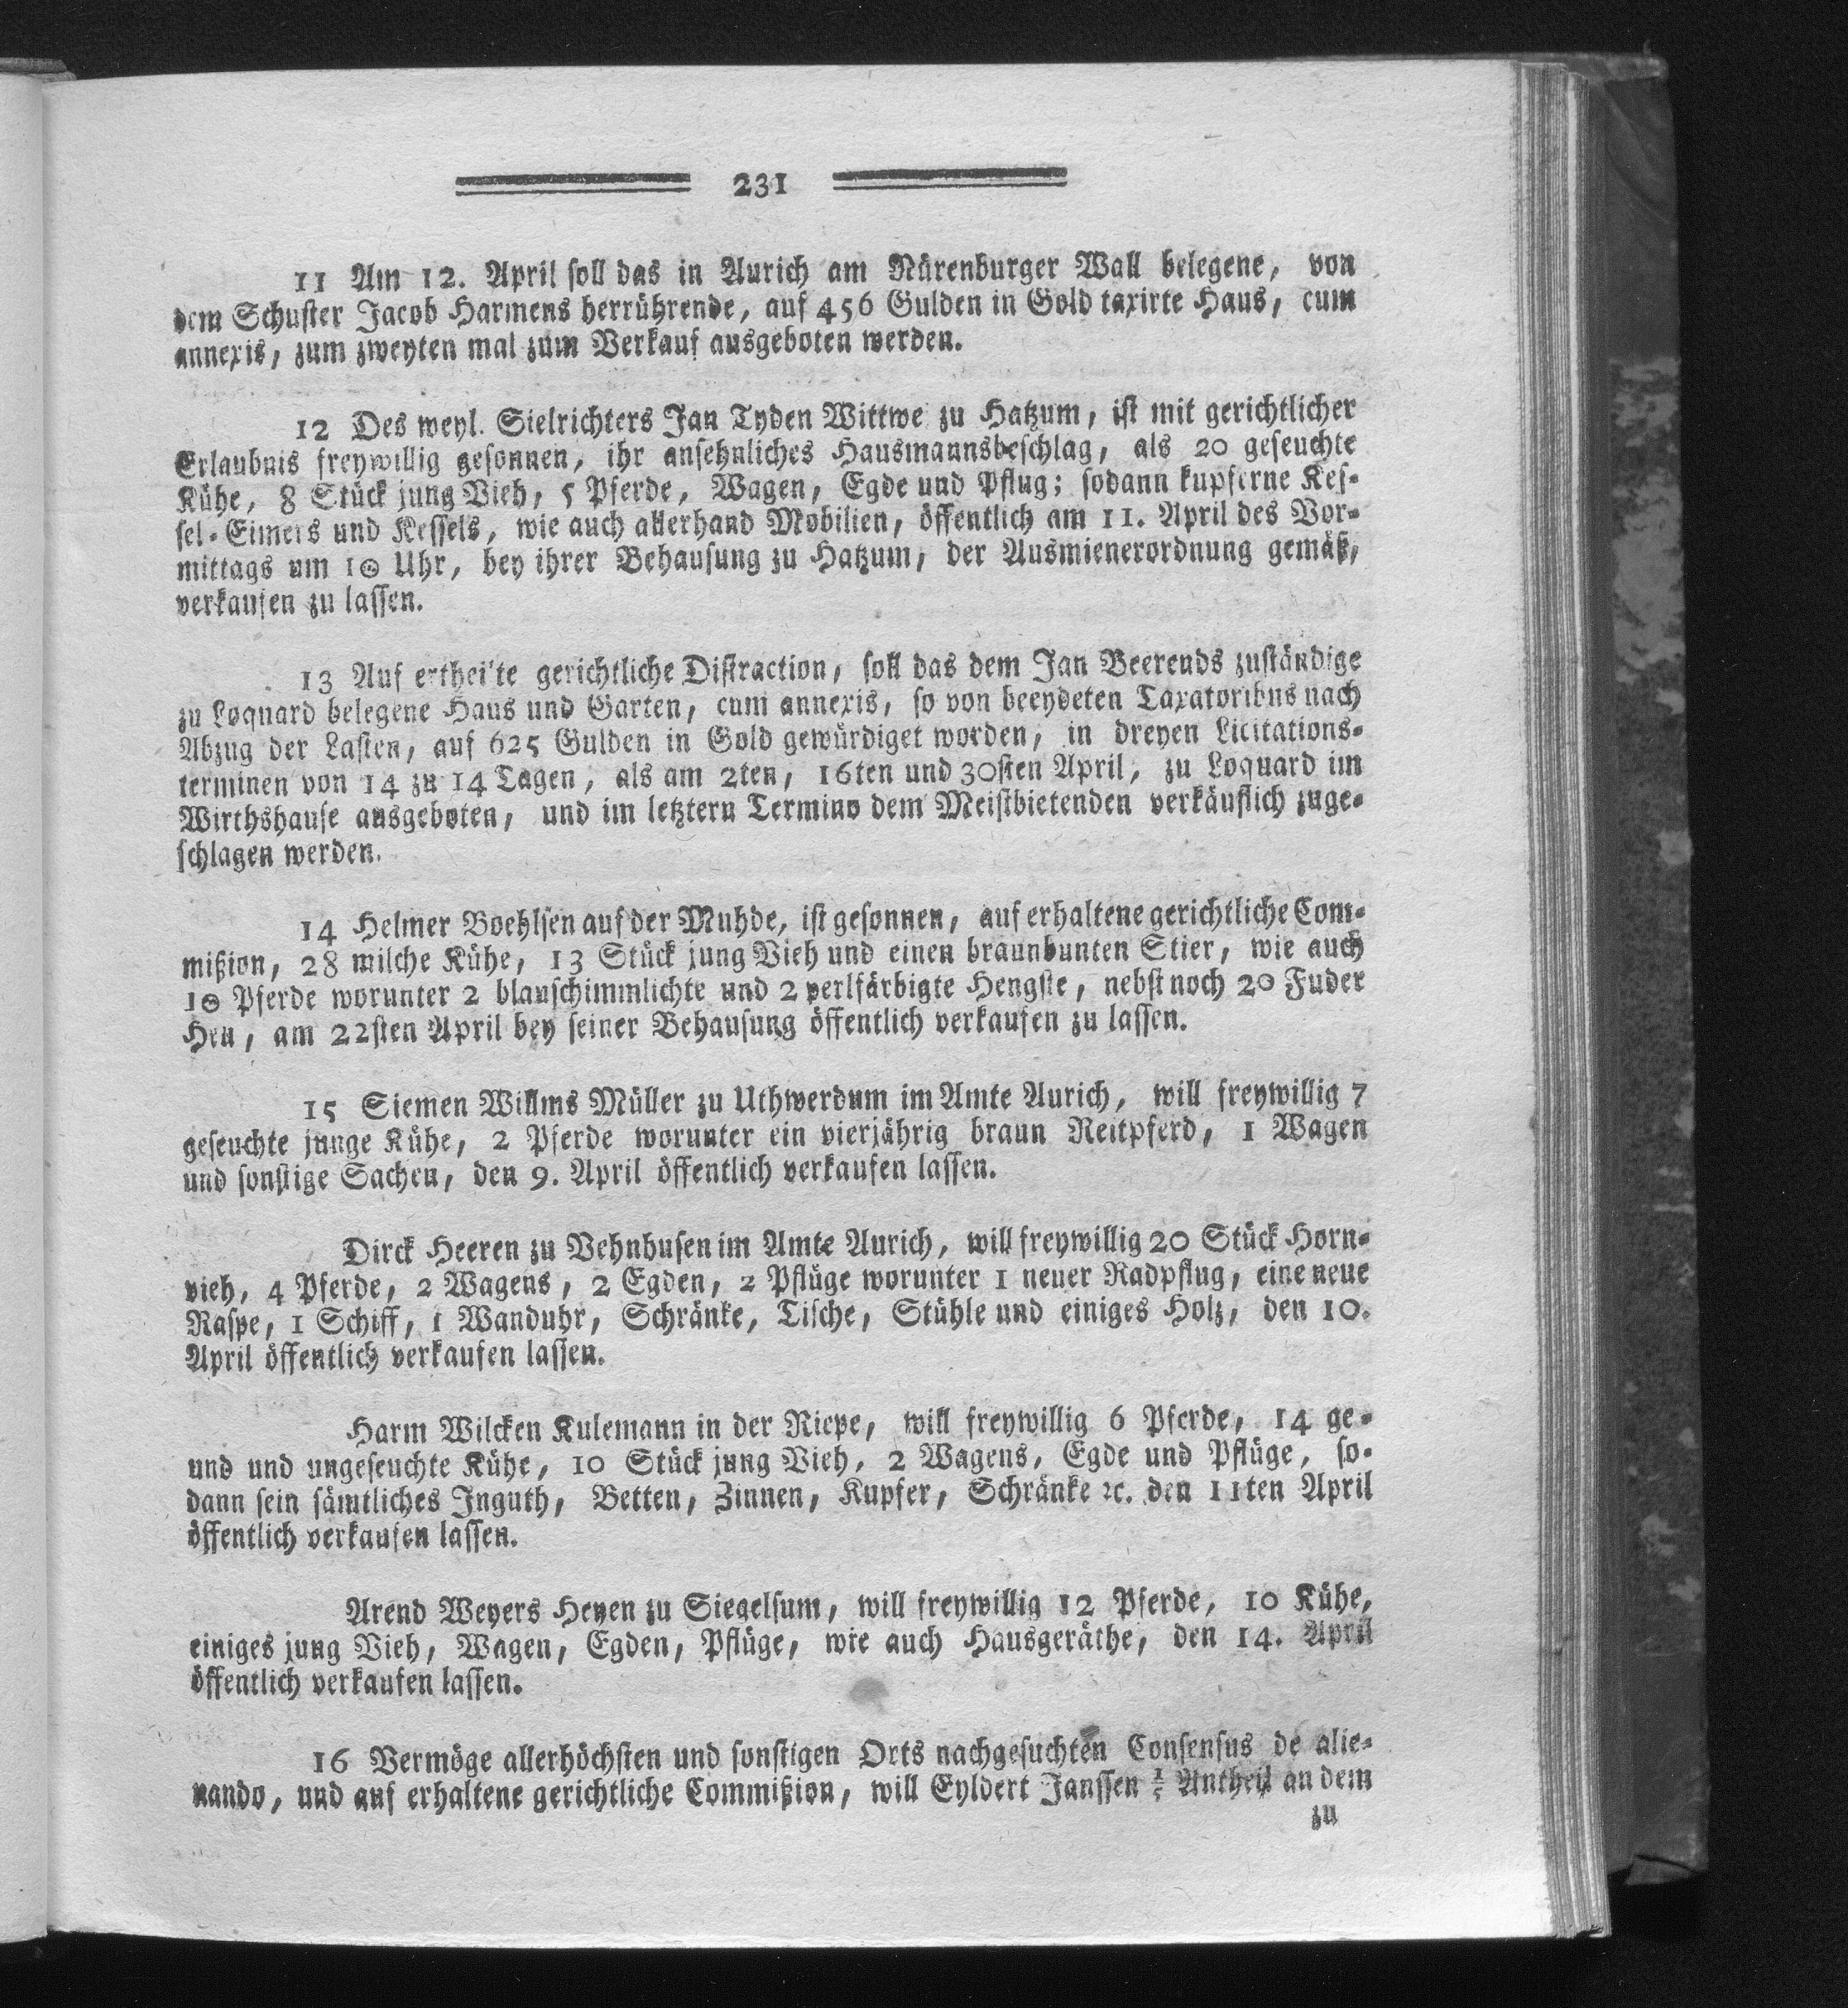 231
11 Am 12. April soll das in Aurich am Nürenburger Wall belegene, von
dem Schuster Jacob Harmens herrührende, auf 456 Gulden in Gold taxirte Haus, cum
annexis, zum zweyten mal zum Verkauf ausgeboten werden.
12 Des weyl. Sielrichters Jan Tyden Wittwe zu Hatzum, ist mit gerichtlicher
Erlaubnis freywillig gesonnen, ihr ansehnliches Hausmannsbeschlag, als 20 geseuchte
Kühe, 8 Stück jung Vieh, 5 Pferde, Wagen, Egde und Pflug; sodann kupferne Kes-
sel-Eimers und Kessels, wie auch allerhand Mobilien, öffentlich am 11. April des Vor-
mittags um 10 Uhr, bey ihrer Behausung zu Hatzum, der Ausmienerordnung gemäß,
verkaufen zu lassen.
13 Auf erthei'te gerichtliche Distraction, soll das dem Jan Beerends zuständige
zu Loquard belegene Haus und Garten, cum annexis, so von beeydeten Taxatoribus nach
Abzug der Lasten, auf 625 Gulden in Gold gewürdiget worden, in dreyen Licitations-
terminen von 14 zu 14 Tagen, als am 2ten, 16ten und 30sten April, zu Loquard im
Wirthshause ausgeboten, und im letztern Termino dem Meistbietenden verkäuflich zuge-
schlagen werden.
14 Helmer Boehlsen auf der Muhde, ist gesonnen, auf erhaltene gerichtliche Com-
mißion, 28 milche Kühe, 13 Stück jung Vieh und einen braunbunten Stier, wie auch
10 Pferde worunter 2 blauschimmlichte und 2 perlfärbigte Hengste, nebst noch 20 Fuder
Heu, am 22sten April bey seiner Behausung öffentlich verkaufen zu lassen.
15 Siemen Willms Müller zu Uthwerdum im Amte Aurich, will freywillig 7
geseuchte junge Kühe, 2 Pferde worunter ein vierjährig braun Reitpferd, 1 Wagen
und sonstige Sachen, den 9. April öffentlich verkaufen lassen.
Dirck Heeren zu Vehnhusen im Amte Aurich, will freywillig 20 Stück Horn-
vieh, 4 Pferde, 2 Wagens, 2 Egden, 2 Pflüge worunter 1 neuer Radpflug, eine neue
Raspe, 1 Schiff, 1 Wanduhr, Schränke, Tische, Stühle und einiges Holz, den 10.
April öffentlich verkaufen lassen.
Harm Wilcken Kulemann in der Riepe, will freywillig 6 Pferde, 14 ge-
und und ungeseuchte Kühe, 10 Stück jung Vieh, 2 Wagens, Egde und Pflüge, so-
dann sein sämtliches Inguth, Betten, Zinnen, Kupfer, Schränke ꝛc. den 11ten April
öffentlich verkaufen lassen.
Arend Weyers Heyen zu Siegelsum, will freywillig 12 Pferde, 10 Kühe,
einiges jung Vieh, Wagen, Egden, Pflüge, wie auch Hausgeräthe, den 14. April
öffentlich verkaufen lassen.
16 Vermöge allerhöchsten und sonstigen Orts nachgesuchten Consensus de alie-
nando, und auf erhaltene gerichtliche Commißion, will Eyldert Janssen Antheil an dem
zu